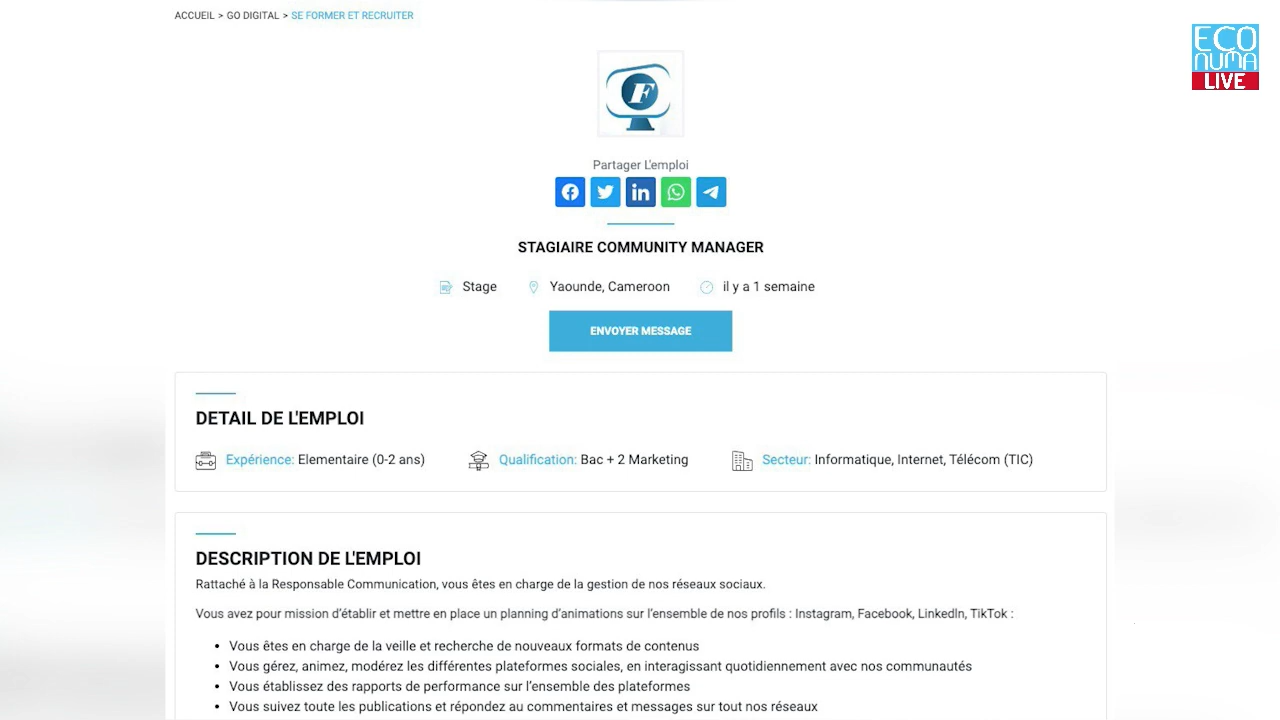 ACCUEIL > GO DIGITAL > SE FORMER ET RECRUITER
ECO
NUMA
LIVE
F
Partager L'emploi
STAGIAIRE COMMUNITY MANAGER
Stage Yaounde, Cameroon il y a 1 semaine
ENVOYER MESSAGE
DETAIL DE L'EMPLOI
Expérience: Elementaire (0-2 ans) Qualification: Bac + 2 Marketing Secteur: Informatique, Internet, Télécom (TIC)
DESCRIPTION DE L'EMPLOI
Rattaché à la Responsable Communication, vous êtes en charge de la gestion de nos réseaux sociaux.
Vous avez pour mission d’établir et mettre en place un planning d’animations sur l’ensemble de nos profils : Instagram, Facebook, LinkedIn, TikTok :
• Vous êtes en charge de la veille et recherche de nouveaux formats de contenus
• Vous gérez, animez, modérez les différentes plateformes sociales, en interagissant quotidiennement avec nos communautés
• Vous établissez des rapports de performance sur l’ensemble des plateformes
• Vous suivez toute les publications et répondez au commentaires et messages sur tout nos réseaux